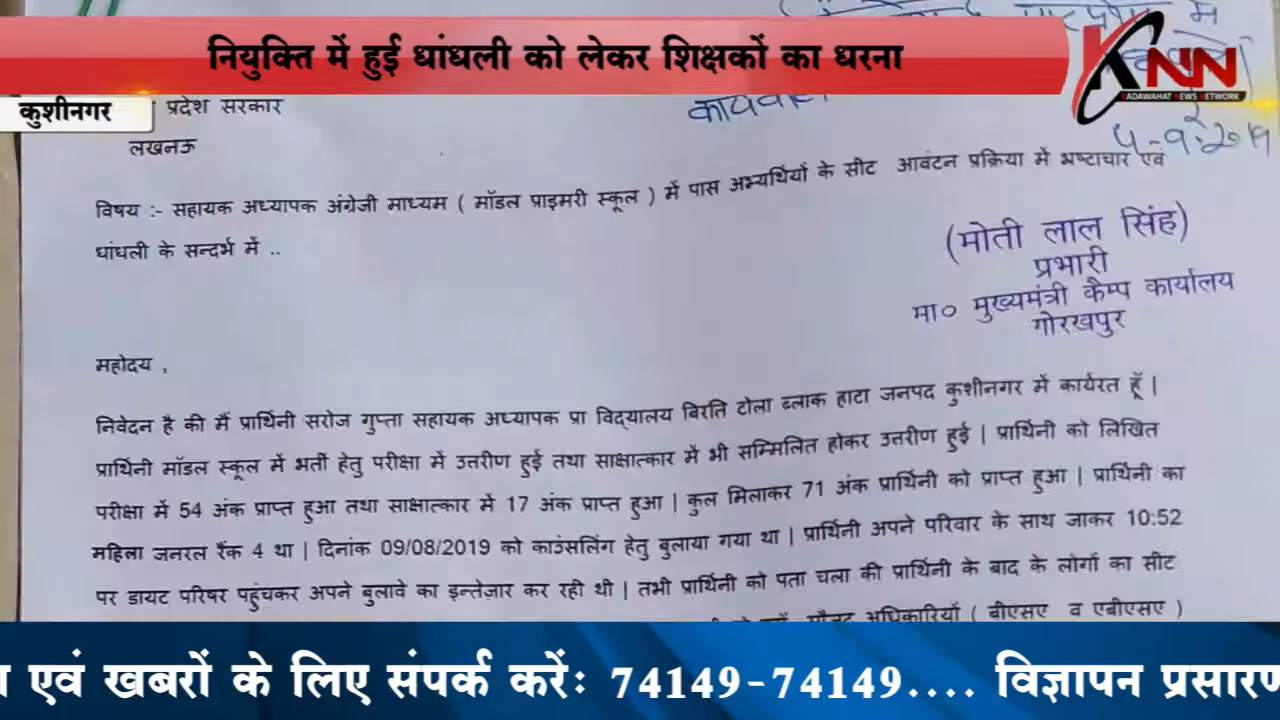 नियुक्ति में हुई धांधली को लेकर शिक्षकों का धरना
KNN
KADAWAHAT NEWS NETWORK
कुशीनगर
प्रदेश सरकार
लखनऊ
कार्यवाही
विषय :- सहायक अध्यापक अंग्रेजी माध्यम ( मॉडल प्राइमरी स्कूल ) में पास अभ्यर्थियों के सीट आवंटन प्रक्रिया में भ्रष्टाचार एवं
धांधली के सन्दर्भ में ..
(मोती लाल सिंह)
प्रभारी
मा० मुख्यमंत्री कैम्प कार्यालय
गोरखपुर
महोदय ,
निवेदन है की मैं प्रार्थिनी सरोज गुप्ता सहायक अध्यापक प्रा विद्यालय बिरति टोला ब्लाक हाटा जनपद कुशीनगर में कार्यरत हूँ |
प्रार्थिनी मॉडल स्कूल में भर्ती हेतु परीक्षा में उत्तरीण हुई तथा साक्षात्कार में भी सम्मिलित होकर उत्तरीण हुई | प्रार्थिनी को लिखित
परीक्षा में 54 अंक प्राप्त हुआ तथा साक्षात्कार में 17 अंक प्राप्त हुआ | कुल मिलाकर 71 अंक प्रार्थिनी को प्राप्त हुआ | प्रार्थिनी का
महिला जनरल रैंक 4 था | दिनांक 09/08/2019 को काउंसलिंग हेतु बुलाया गया था | प्रार्थिनी अपने परिवार के साथ जाकर 10:52
पर डायट परिषर पहुंचकर अपने बुलावे का इन्तेज़ार कर रही थी | तभी प्रार्थिनी को पता चला की प्रार्थिनी के बाद के लोगों का सीट
मौजूद अधिकारियों ( बीएसए व एबीएसए )
एवं खबरों के लिए संपर्क करें: 74149-74149.... विज्ञापन प्रसारण